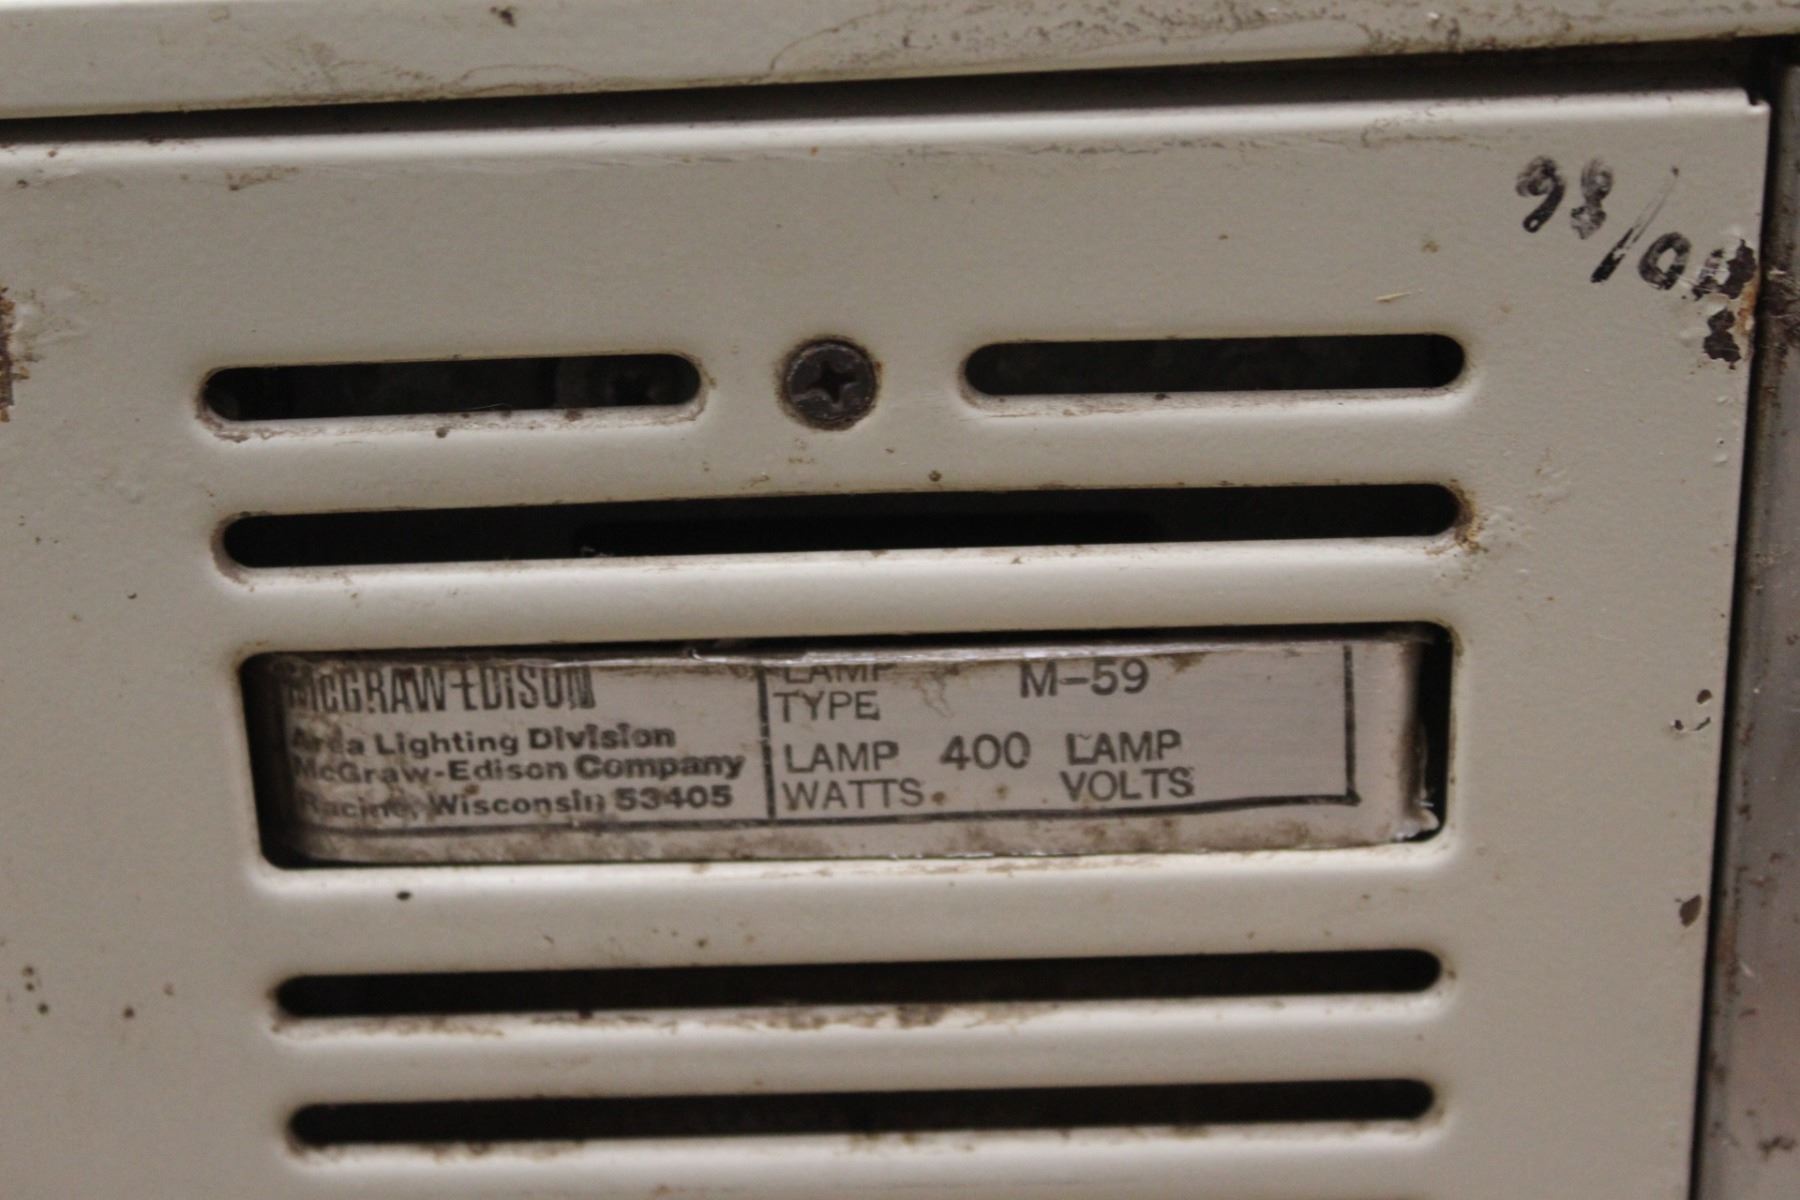 98/00
McGRAW-EDISON
Area Lighting Division
McGraw-Edison Company
Racine, Wisconsin 53405
LAMP TYPE M-59
LAMP WATTS 400 LAMP VOLTS